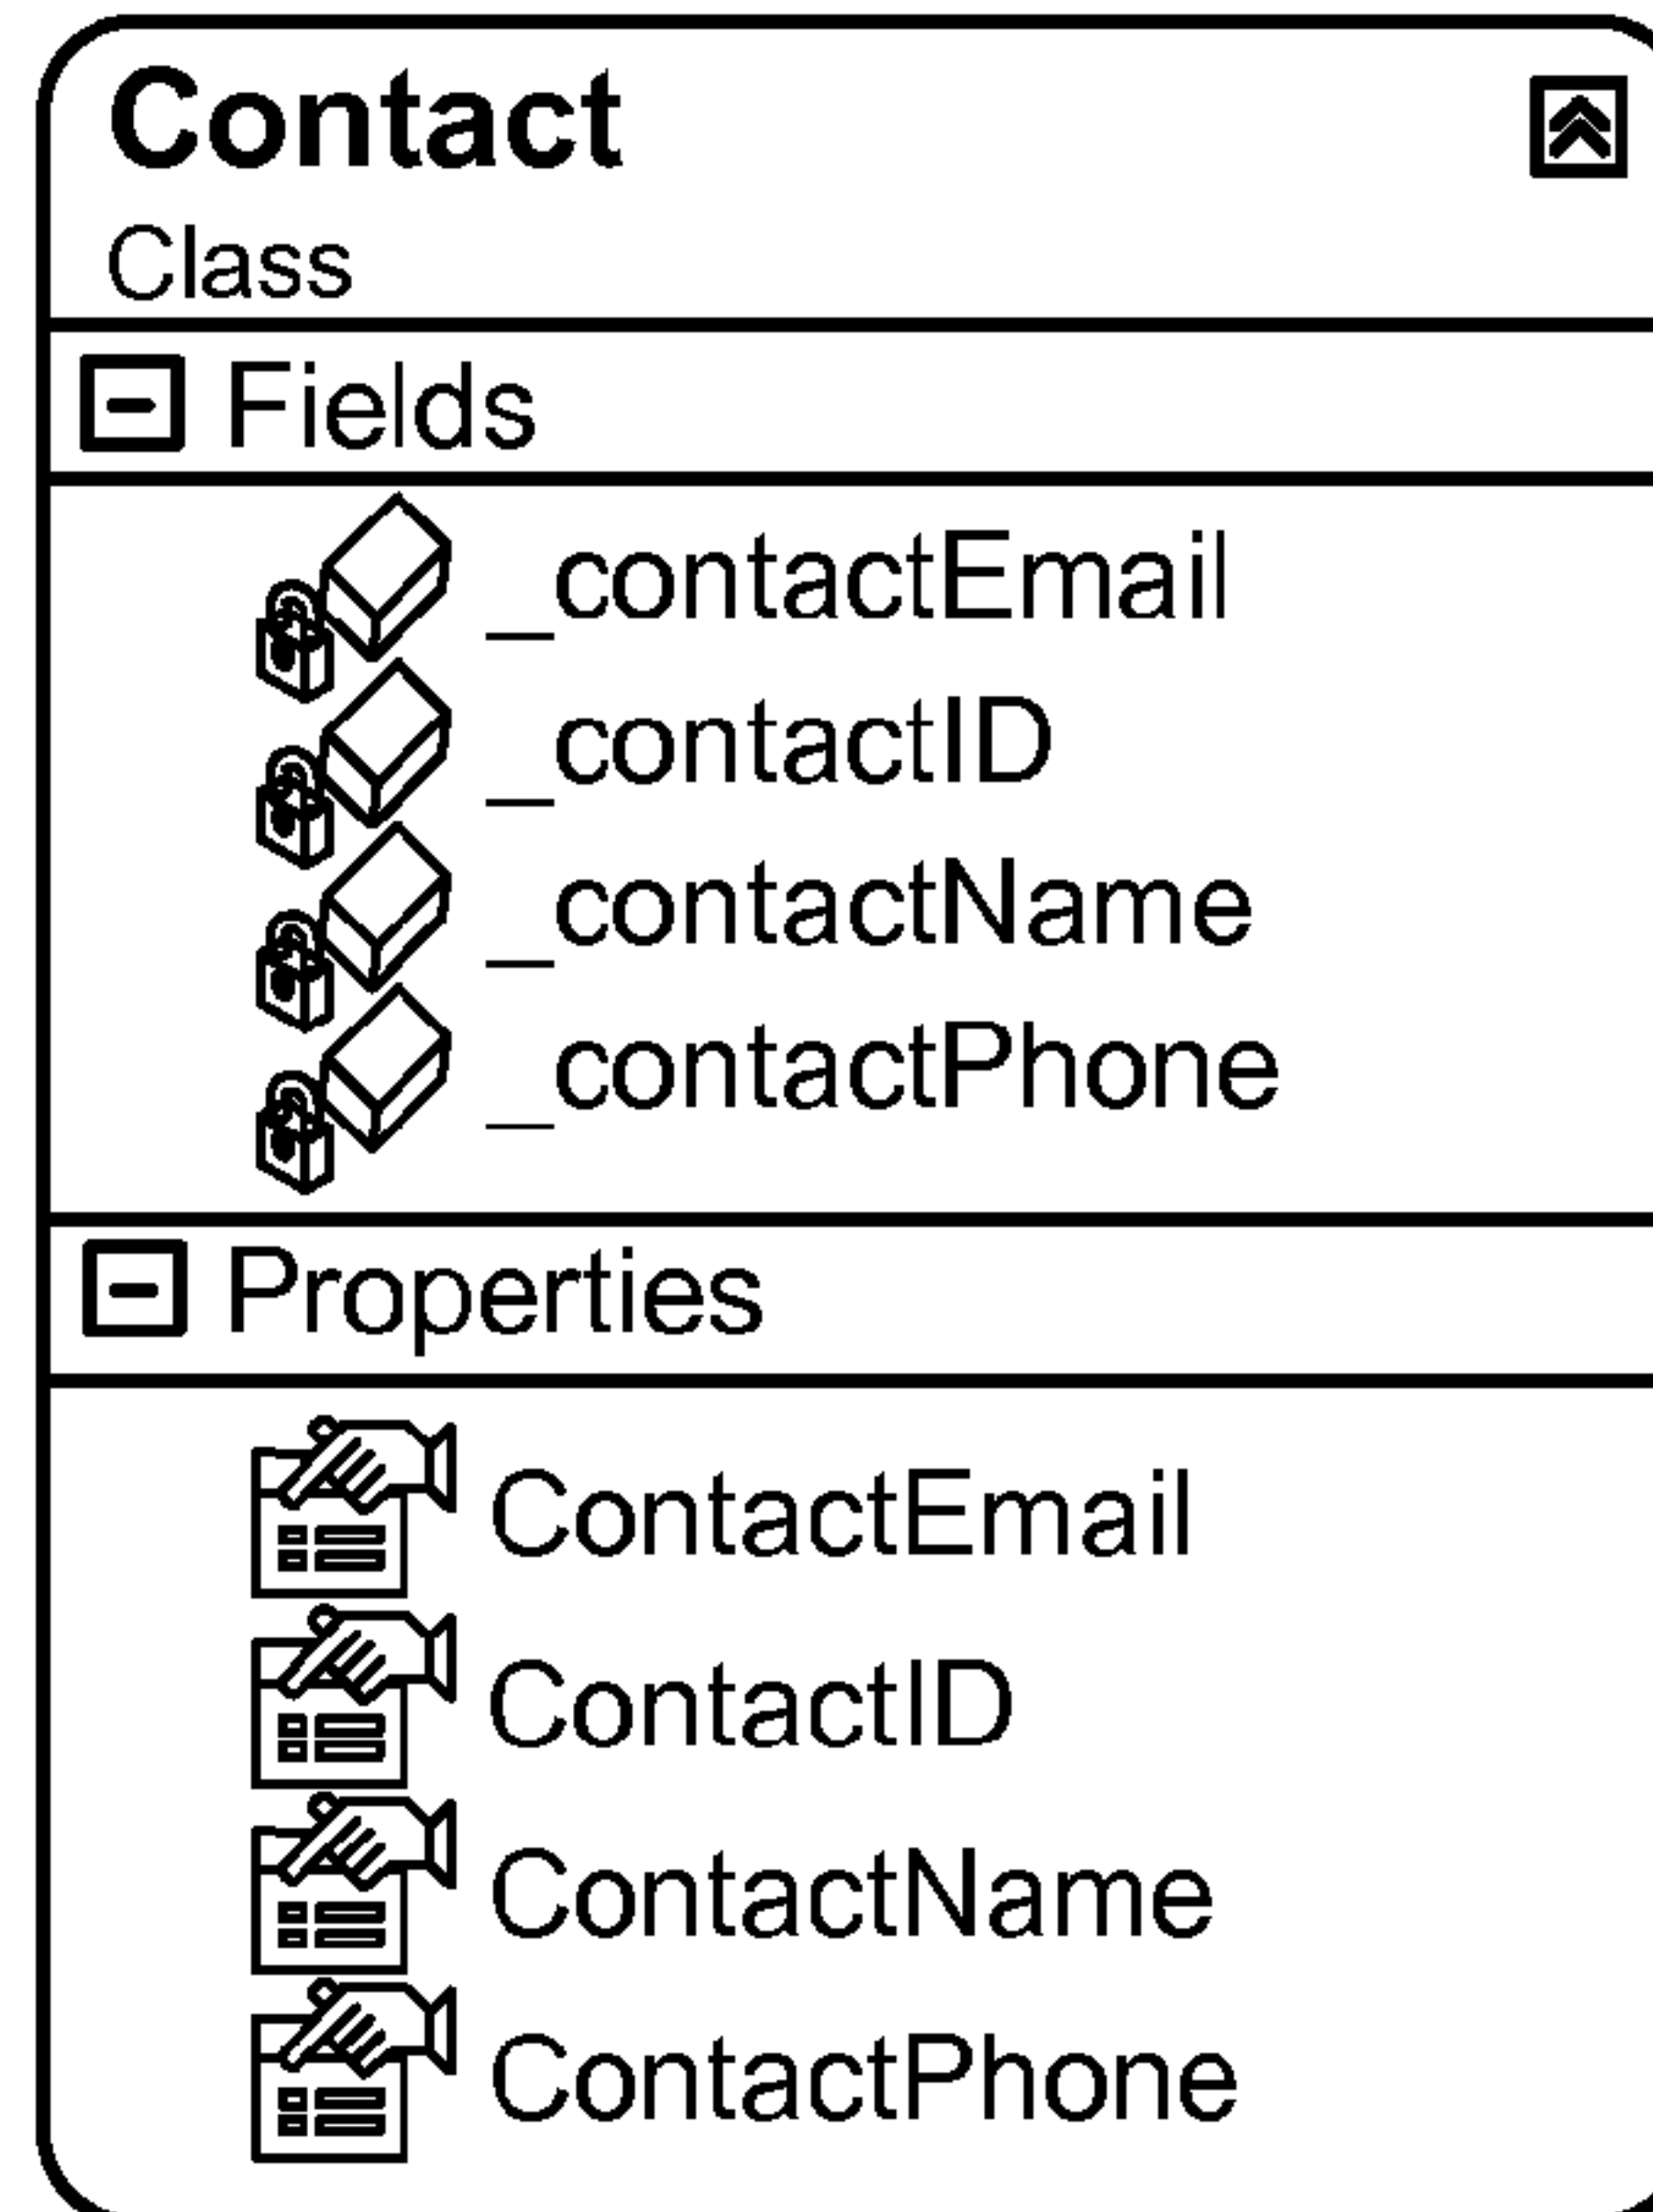 Contact
Class
Fields
_contactEmail
_contactID
_contactName
_contactPhone
Properties
ContactEmail
ContactID
ContactName
ContactPhone